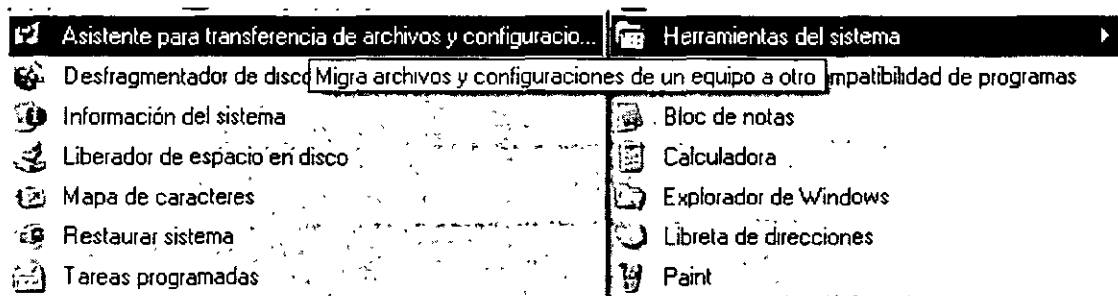 Asistente para transferencia de archivos y configuracio...
Desfragmentador de disco
Migra archivos y configuraciones de un equipo a otro
Información del sistema
Liberador de espacio en disco
Mapa de caracteres
Restaurar sistema
Tareas programadas
Herramientas del sistema
mpatibilidad de programas
Bloc de notas
Calculadora
Explorador de Windows
Libreta de direcciones
Paint